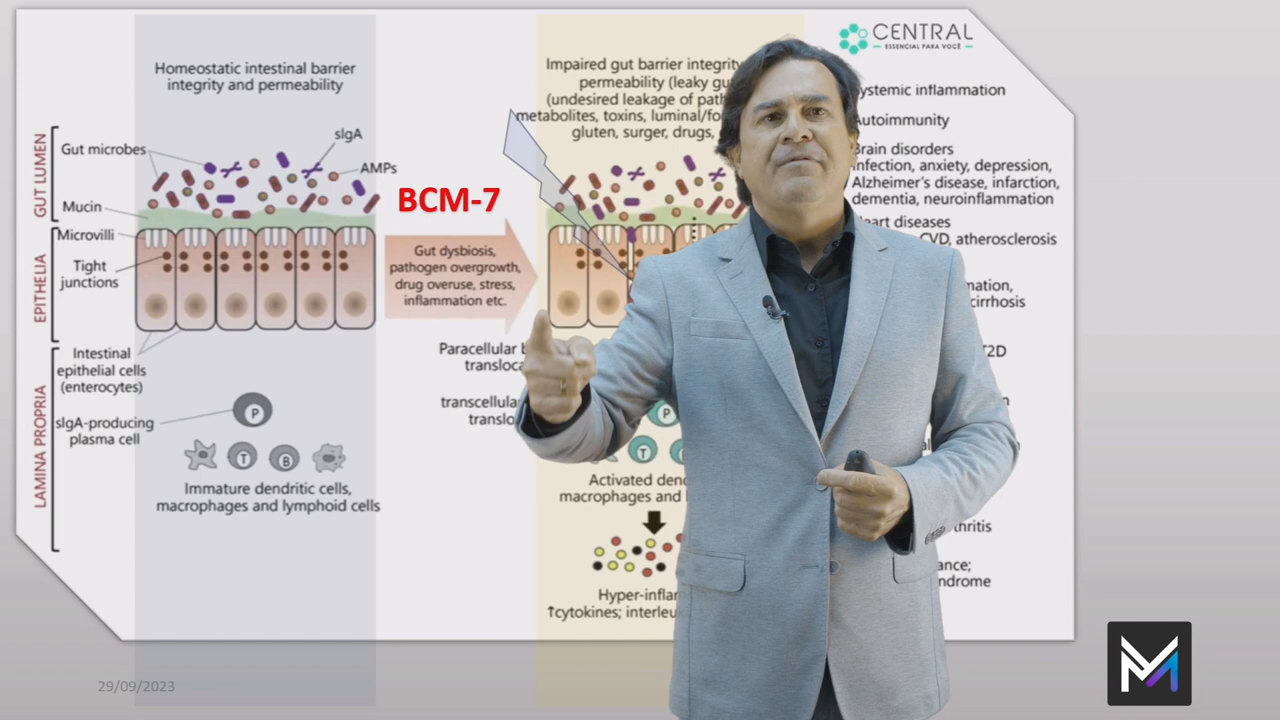 CENTRAL
ESSENCIAL PARA VOCÊ
Homeostatic intestinal barrier
integrity and permeability
GUT LUMEN
Gut microbes
sIgA
AMPs
Mucin
EPITHELIA
Microvilli
Tight
junctions
LAMINA PROPRIA
Intestinal
epithelial cells
(enterocytes)
sIgA-producing
plasma cell
P
T
B
Immature dendritic cells,
macrophages and lymphoid cells
BCM-7
Gut dysbiosis,
pathogen overgrowth,
drug overuse, stress,
inflammation etc.
Impaired gut barrier integrity
permeability (leaky gu
(undesired leakage of path
metabolites, toxins, luminal/fo
gluten, surger, drugs,
Paracellular b
transloca
transcellula
translo
P
T
Activated dend
macrophages and
Hyper-inflar
↑cytokines; interleu
ystemic inflammation
Autoimmunity
Brain disorders
infection, anxiety, depression,
Alzheimer's disease, infarction,
dementia, neuroinflammation
eart diseases
CVD, atherosclerosis
mation,
cirrhosis
T2D
thritis
ance;
ndrome
29/09/2023
M